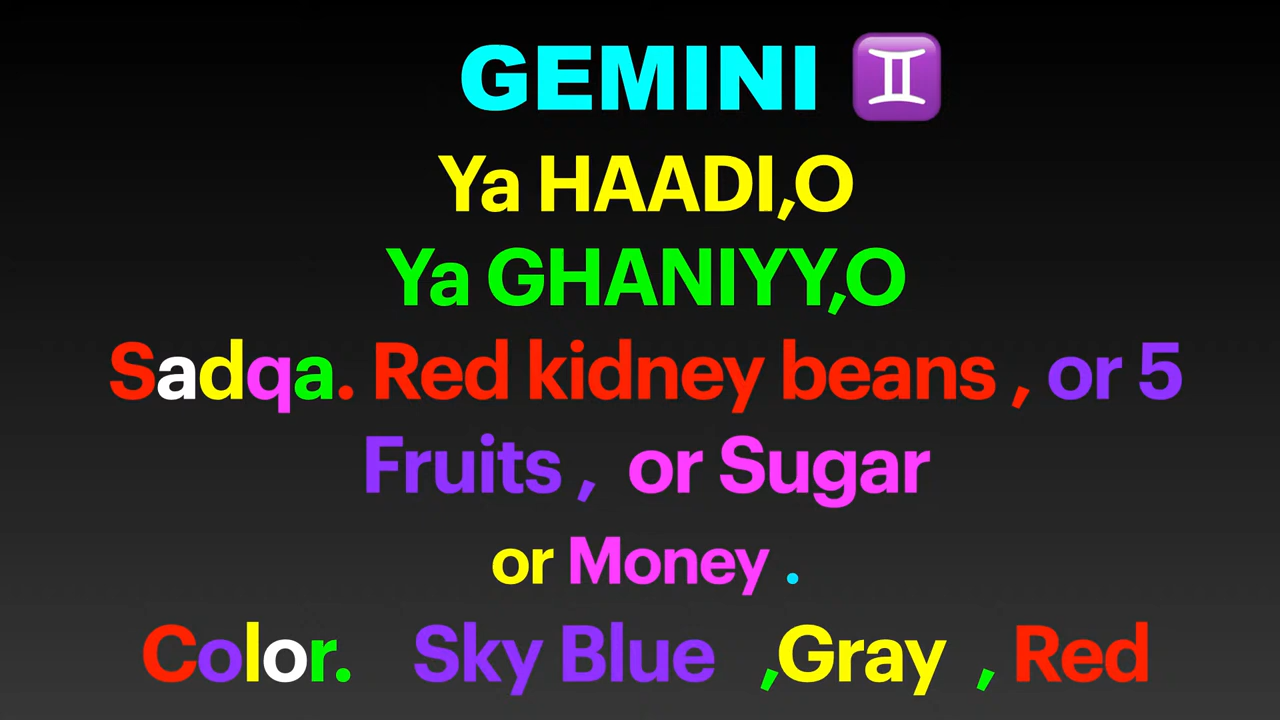 GEMINI ♊
Ya HAADI,O
Ya GHANIYY,O
Sadqa. Red kidney beans , or 5
Fruits , or Sugar
or Money .
Color. Sky Blue ,Gray , Red